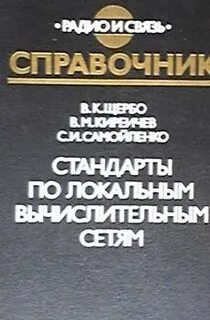 • РАДИО И СВЯЗЬ •
СПРАВОЧНИК
В.К.ЩЕРБО
В.М.КИРЕИЧЕВ
С.И.САМОЙЛЕНКО
СТАНДАРТЫ
ПО ЛОКАЛЬНЫМ
ВЫЧИСЛИТЕЛЬНЫМ
СЕТЯМ